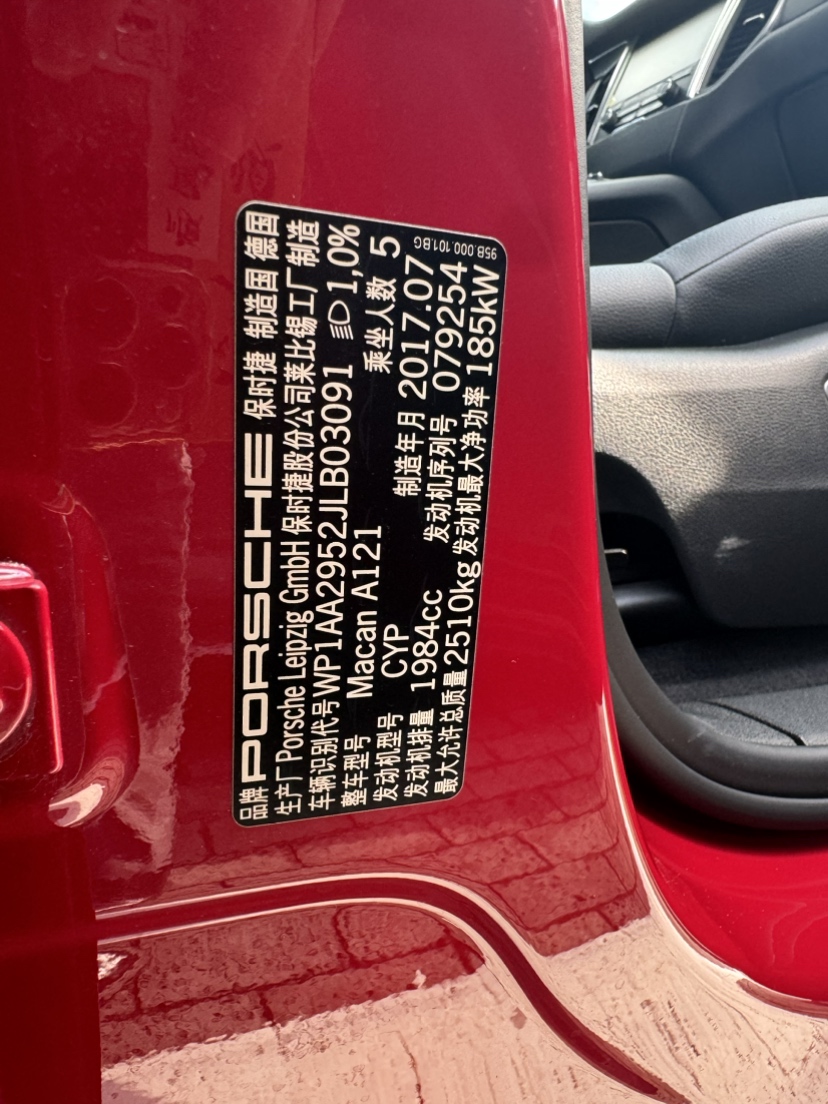 品牌 PORSCHE 保时捷 制造国 德国
生产厂 Porsche Leipzig GmbH 保时捷股份公司莱比锡工厂 制造
车辆识别代号 WP1AA2952JLB03091 1,0%
整车型号 Macan A121 乘坐人数 5
发动机型号 CYP 制造年月 2017.07
发动机排量 1984cc 发动机序列号 079254
最大允许总质量 2510kg 发动机最大净功率 185kW
95B.000.101.BG